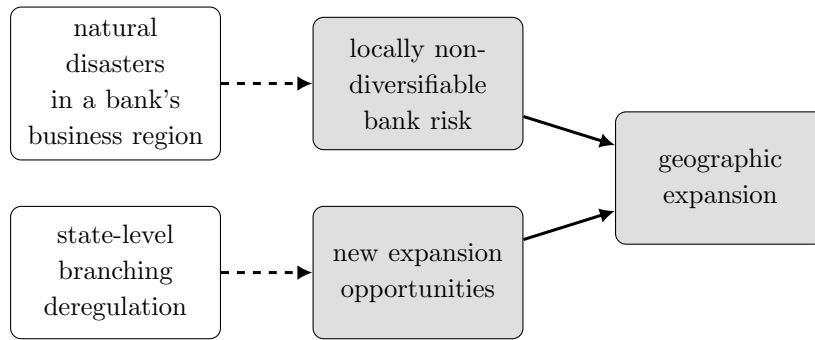 natural
disasters
in a bank's
business region
locally non-
diversifiable
bank risk
geographic
expansion
state-level
branching
deregulation
new expansion
opportunities